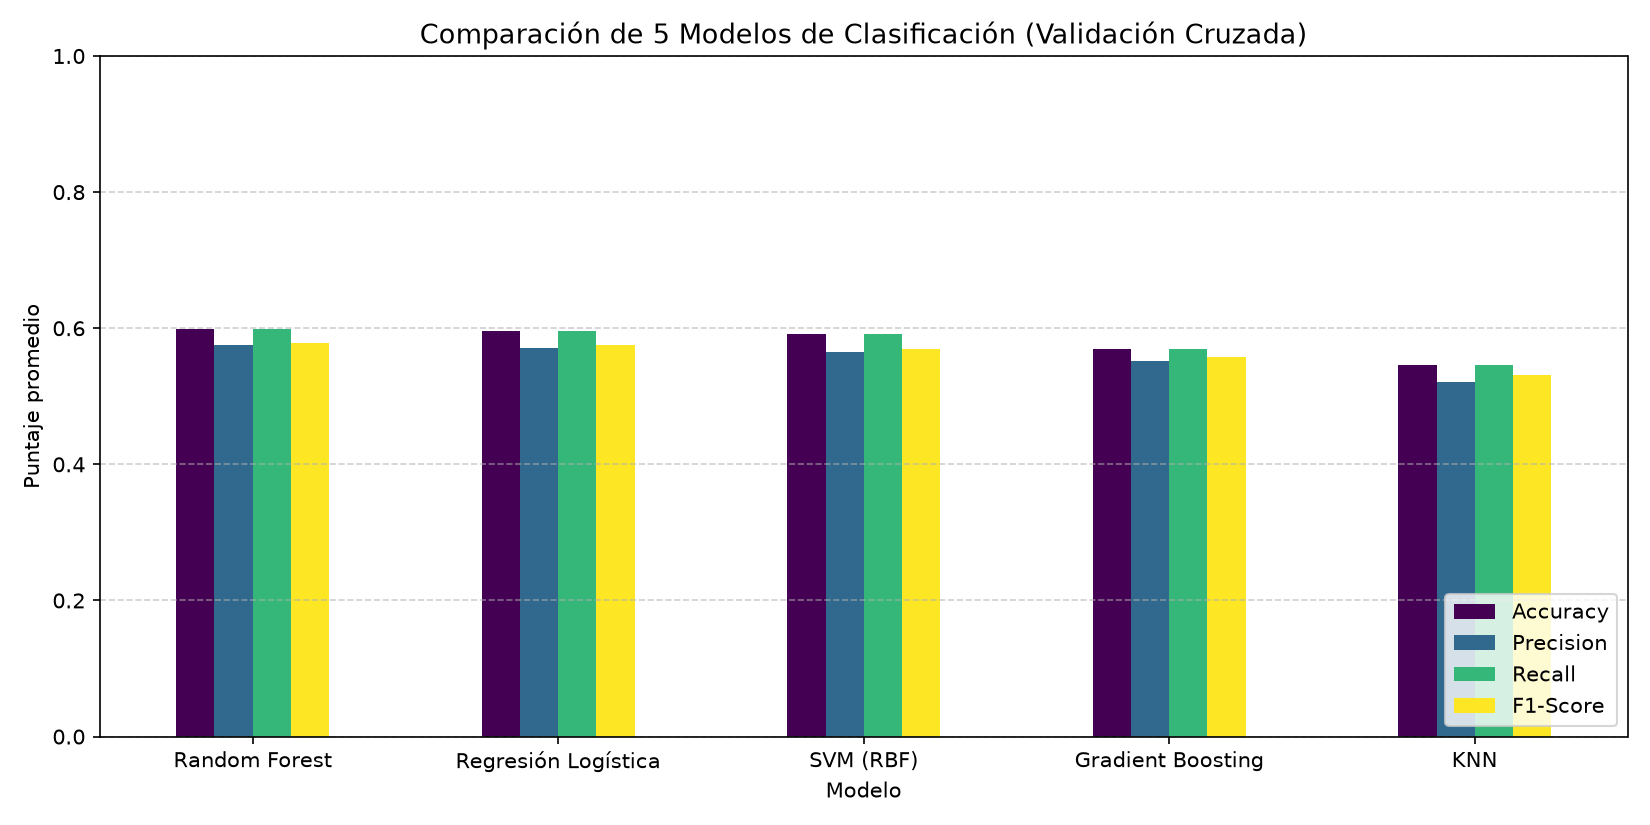 Comparación de 5 Modelos de Clasificación (Validación Cruzada)
1.0
0.8
0.6
0.4
0.2
0.0
Puntaje promedio
Random Forest
Regresión Logística
SVM (RBF)
Gradient Boosting
KNN
Modelo
Accuracy
Precision
Recall
F1-Score